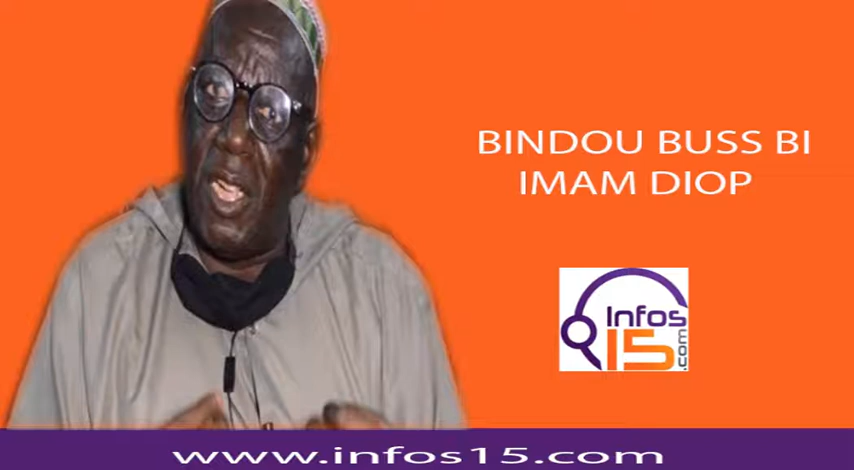 BINDOU BUSS BI
IMAM DIOP
Infos
15.com
www.infos15.com